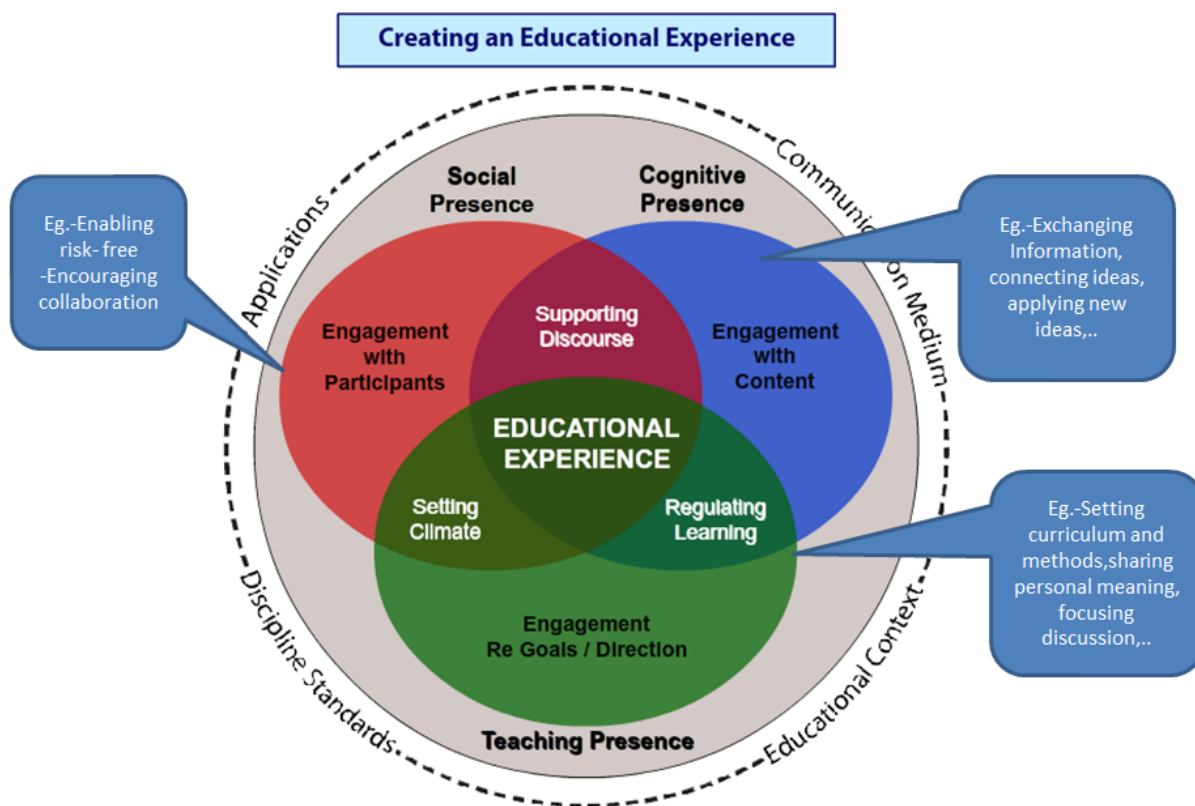 Creating an Educational Experience
Applications
Communication Medium
Discipline Standards
Educational Context
Social
Presence
Cognitive
Presence
Eg.-Enabling
risk- free
-Encouraging
collaboration
Eg.-Exchanging
Information,
connecting ideas,
applying new
ideas,..
Engagement
with
Participants
Supporting
Discourse
Engagement
with
Content
EDUCATIONAL
EXPERIENCE
Setting
Climate
Regulating
Learning
Eg.-Setting
curriculum and
methods,sharing
personal meaning,
focusing
discussion,..
Engagement
Re Goals / Direction
Teaching Presence